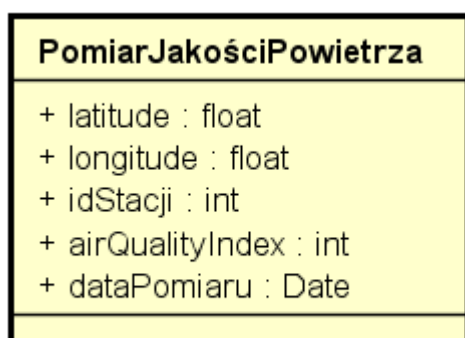 PomiarJakościPowietrza
+ latitude : float
+ longitude : float
+ idStacji : int
+ airQualityIndex : int
+ dataPomiaru : Date